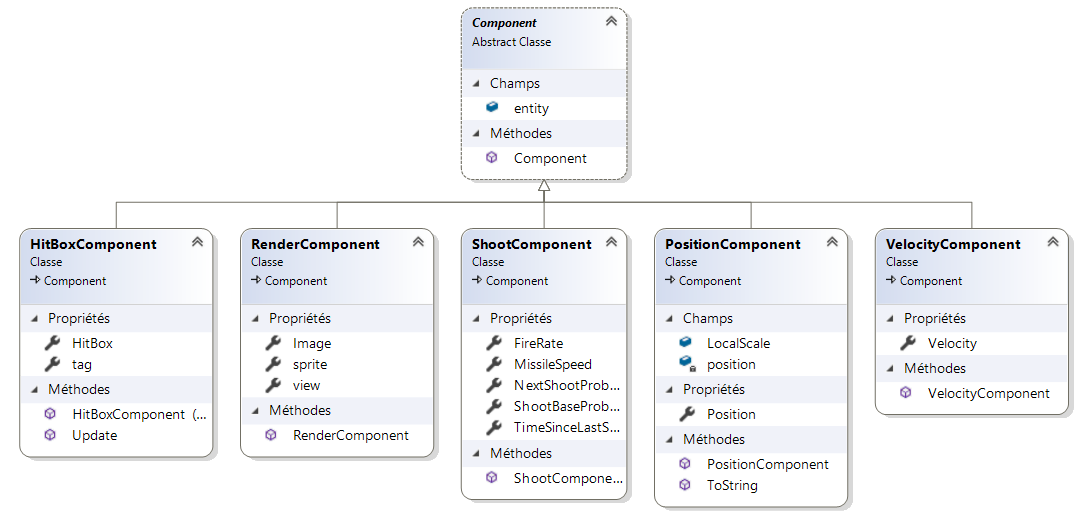 Component
Abstract Classe
Champs
entity
Méthodes
Component
HitBoxComponent
Classe
Component
Propriétés
HitBox
tag
Méthodes
HitBoxComponent (...
Update
RenderComponent
Classe
Component
Propriétés
Image
sprite
view
Méthodes
RenderComponent
ShootComponent
Classe
Component
Propriétés
FireRate
MissileSpeed
NextShootProb...
ShootBaseProb...
TimeSinceLastS...
Méthodes
ShootCompone...
PositionComponent
Classe
Component
Champs
LocalScale
position
Propriétés
Position
Méthodes
PositionComponent
ToString
VelocityComponent
Classe
Component
Propriétés
Velocity
Méthodes
VelocityComponent